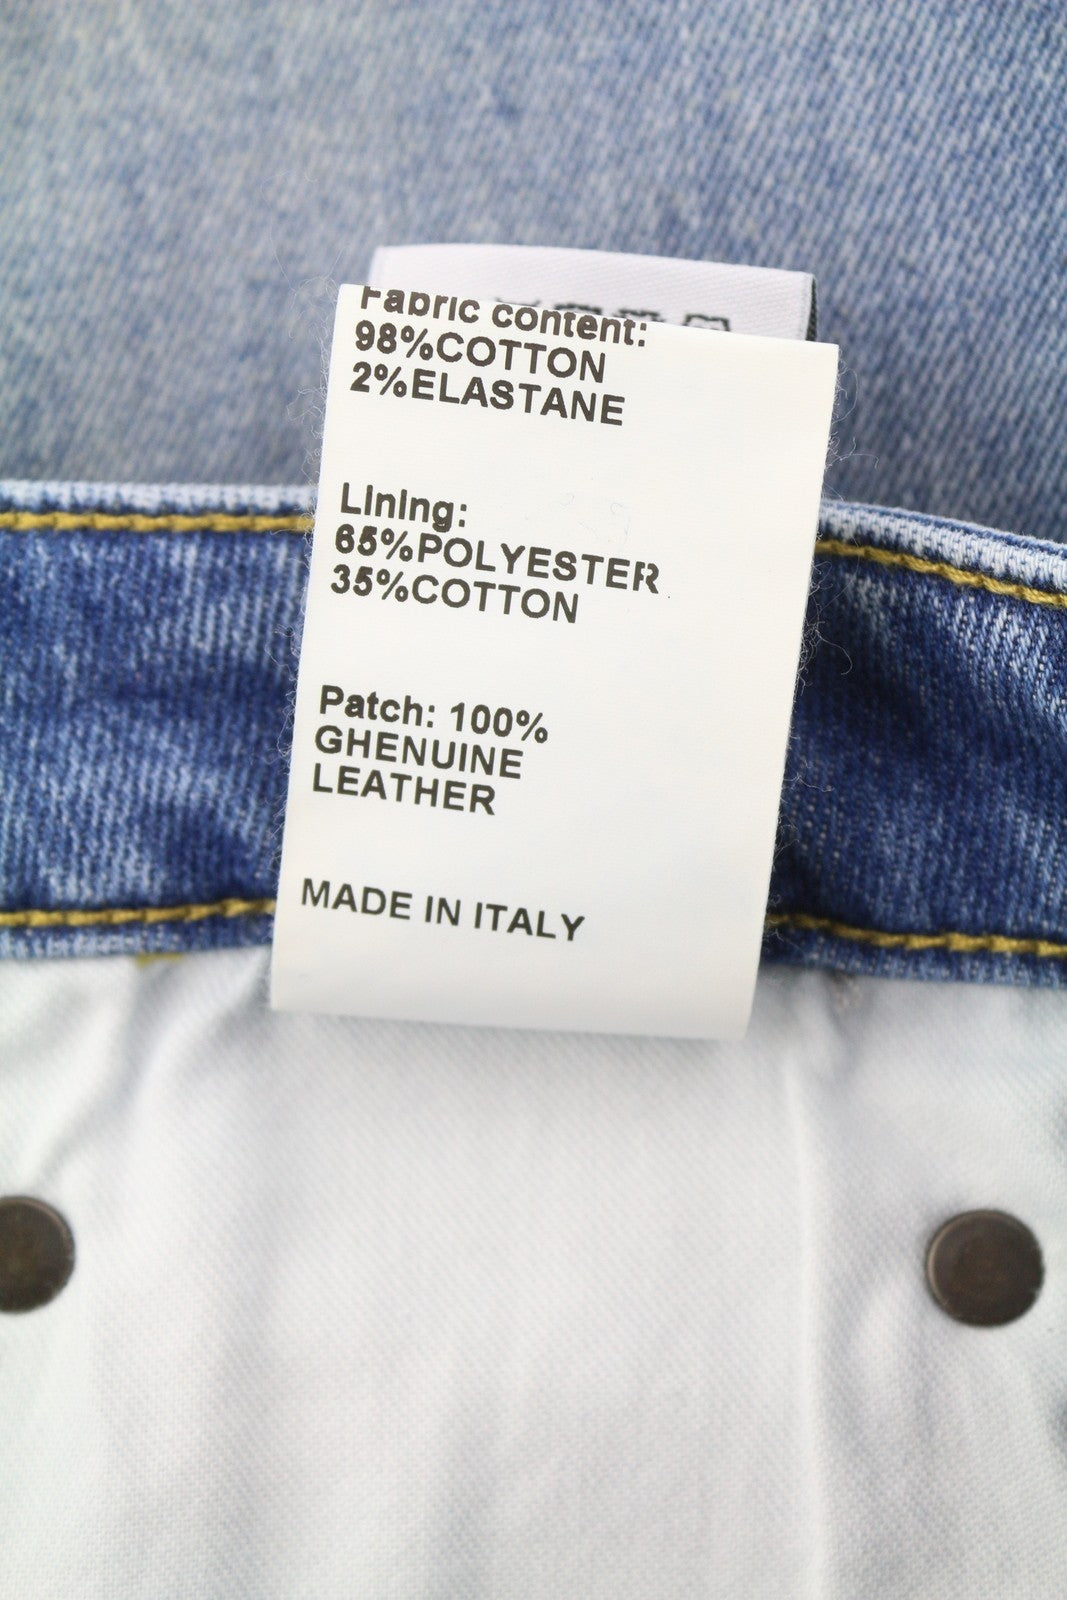 Fabric content:
98%COTTON
2%ELASTANE
Lining:
65%POLYESTER
35%COTTON
Patch: 100%
GHENUINE
LEATHER
MADE IN ITALY